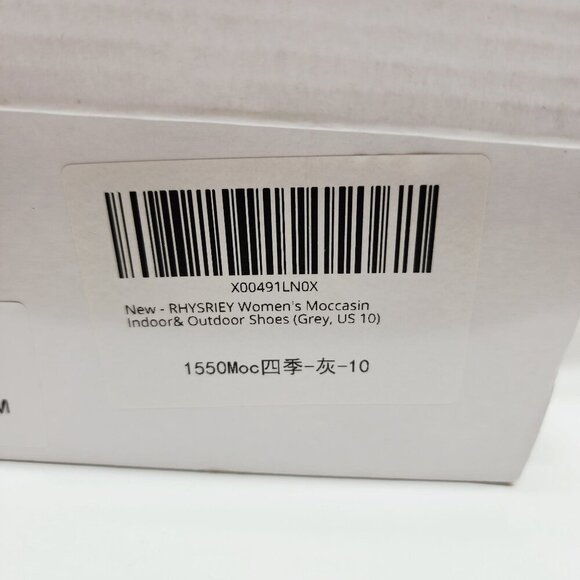 X00491LN0X
New - RHYSRIEY Women's Moccasin
Indoor& Outdoor Shoes (Grey, US 10)
1550Moc四季-灰-10
M